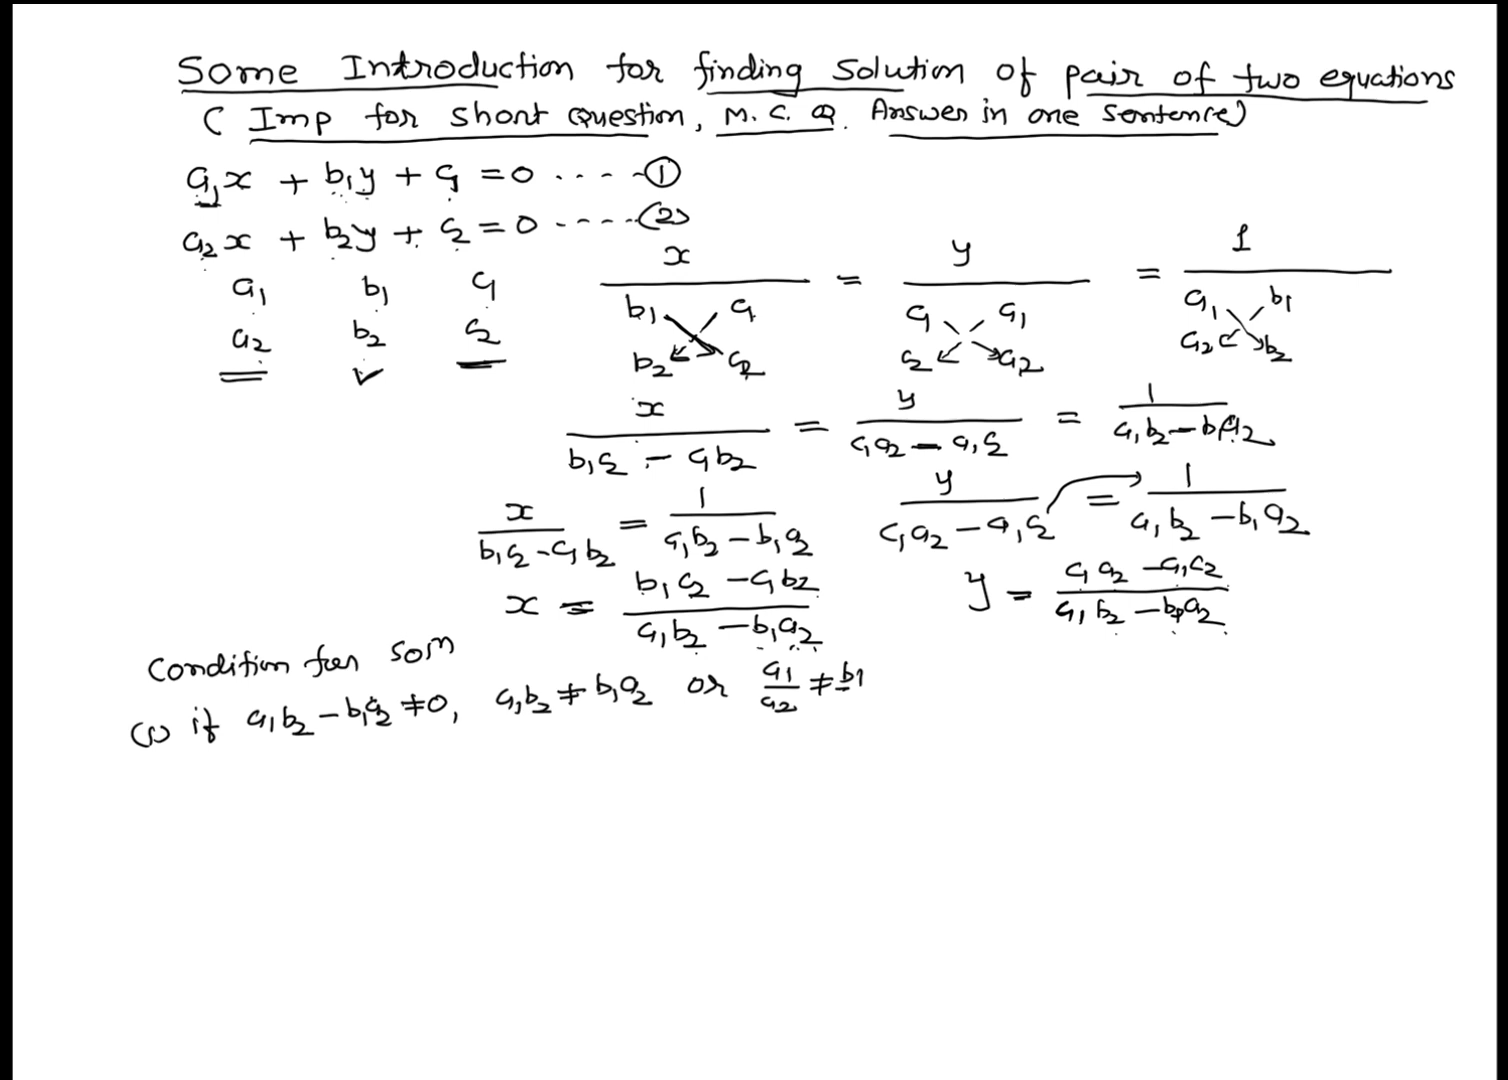 Some Introduction for finding solution of pair of two equations
( Imp for short question, M. C. Q. Answer in one sentence)
a₁x + b₁y + c₁ = 0 ---- ①
a₂x + b₂y + c₂ = 0 ---- (2)
a₁ b₁ c₁
a₂ b₂ c₂
x / (b₁ c₁ b₂ c₂) = y / (c₁ a₁ c₂ a₂) = 1 / (a₁ b₁ a₂ b₂)
x / (b₁c₂ - c₁b₂) = y / (c₁a₂ - a₁c₂) = 1 / (a₁b₂ - b₁a₂)
x / (b₁c₂ - c₁b₂) = 1 / (a₁b₂ - b₁a₂) y / (c₁a₂ - a₁c₂) = 1 / (a₁b₂ - b₁a₂)
x = (b₁c₂ - c₁b₂) / (a₁b₂ - b₁a₂) y = (c₁a₂ - a₁c₂) / (a₁b₂ - b₁a₂)
Condition for solⁿ
(1) if a₁b₂ - b₁a₂ ≠ 0, a₁b₂ ≠ b₁a₂ or a₁/a₂ ≠ b₁